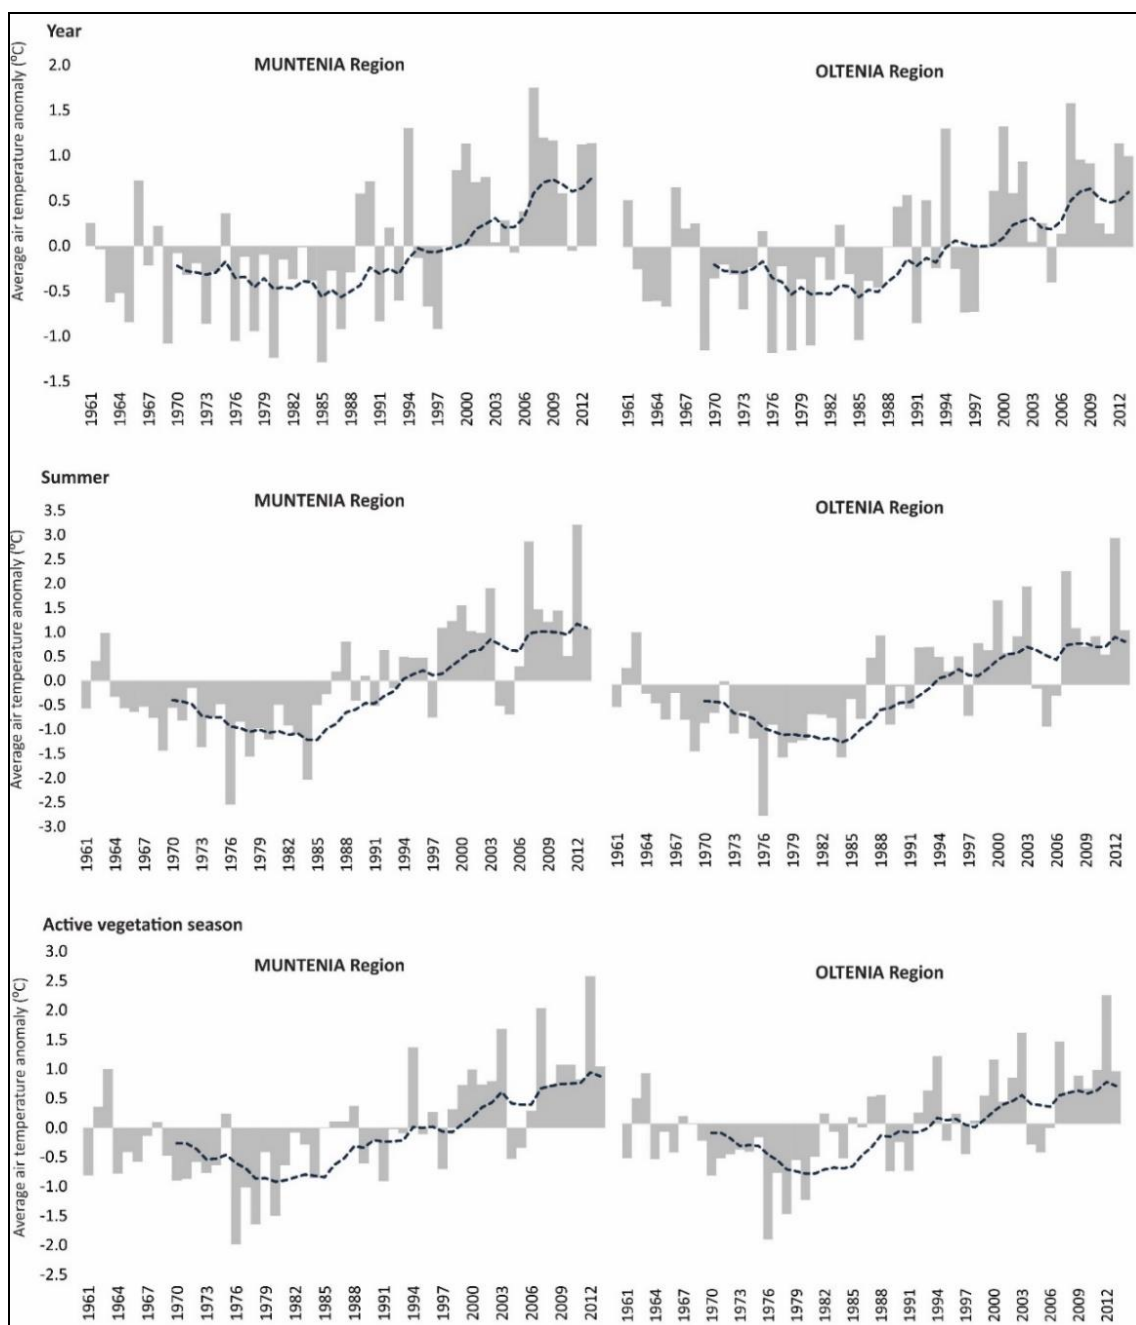 Year
MUNTENIA Region
OLTENIA Region
Average air temperature anomaly (ºC)
2.0
1.5
1.0
0.5
0.0
-0.5
-1.0
-1.5
1961 1964 1967 1970 1973 1976 1979 1982 1985 1988 1991 1994 1997 2000 2003 2006 2009 2012
1961 1964 1967 1970 1973 1976 1979 1982 1985 1988 1991 1994 1997 2000 2003 2006 2009 2012
Summer
MUNTENIA Region
OLTENIA Region
Average air temperature anomaly (ºC)
3.5
3.0
2.5
2.0
1.5
1.0
0.5
0.0
-0.5
-1.0
-1.5
-2.0
-2.5
-3.0
1961 1964 1967 1970 1973 1976 1979 1982 1985 1988 1991 1994 1997 2000 2003 2006 2009 2012
1961 1964 1967 1970 1973 1976 1979 1982 1985 1988 1991 1994 1997 2000 2003 2006 2009 2012
Active vegetation season
MUNTENIA Region
OLTENIA Region
Average air temperature anomaly (ºC)
3.0
2.5
2.0
1.5
1.0
0.5
0.0
-0.5
-1.0
-1.5
-2.0
-2.5
1961 1964 1967 1970 1973 1976 1979 1982 1985 1988 1991 1994 1997 2000 2003 2006 2009 2012
1961 1964 1967 1970 1973 1976 1979 1982 1985 1988 1991 1994 1997 2000 2003 2006 2009 2012